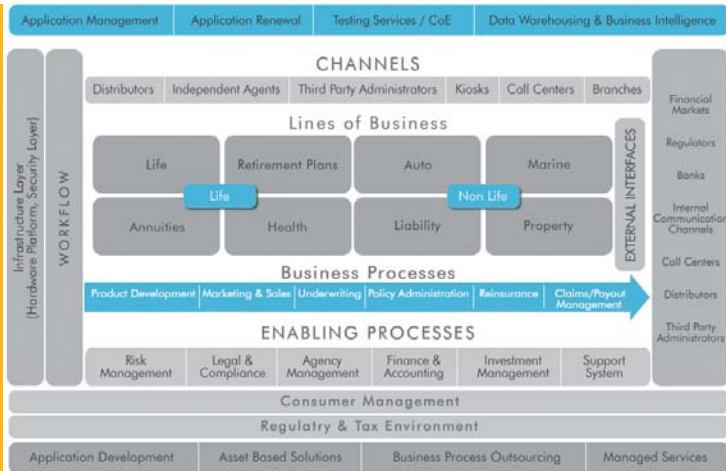 Application Management
Application Renewal
Testing Services / CoE
Data Warehousing & Business Intelligence
Infrastructure Layer
(Hardware Platform, Security Layer)
WORKFLOW
CHANNELS
Distributors
Independent Agents
Third Party Administrators
Kiosks
Call Centers
Branches
Lines of Business
Life
Retirement Plans
Auto
Marine
Life
Non Life
Annuities
Health
Liability
Property
EXTERNAL INTERFACES
Business Processes
Product Development
Marketing & Sales
Underwriting
Policy Administration
Reinsurance
Claims/Payout
Management
ENABLING PROCESSES
Risk
Management
Legal &
Compliance
Agency
Management
Finance &
Accounting
Investment
Management
Support
System
Financial
Markets
Regulators
Banks
Internal
Communication
Channels
Call Centers
Distributors
Third Party
Administrators
Consumer Management
Regulatry & Tax Environment
Application Development
Asset Based Solutions
Business Process Outsourcing
Managed Services